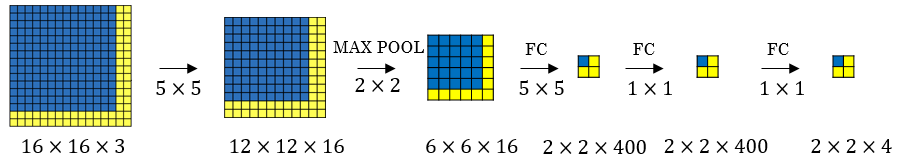 MAX POOL
FC
FC
FC
5 × 5
2 × 2
5 × 5
1 × 1
1 × 1
16 × 16 × 3
12 × 12 × 16
6 × 6 × 16
2 × 2 × 400
2 × 2 × 400
2 × 2 × 4